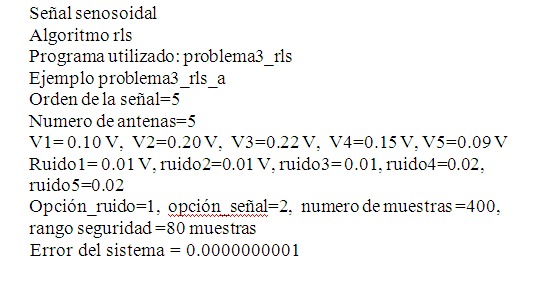 Señal senosoidal
Algoritmo rls
Programa utilizado: problema3_rls
Ejemplo problema3_rls_a
Orden de la señal=5
Numero de antenas=5
V1= 0.10 V, V2=0.20 V, V3=0.22 V, V4=0.15 V, V5=0.09 V
Ruido1= 0.01 V, ruido2=0.01 V, ruido3= 0.01, ruido4=0.02,
ruido5=0.02
Opción_ruido=1, opción_señal=2, numero de muestras =400,
rango seguridad =80 muestras
Error del sistema = 0.0000000001